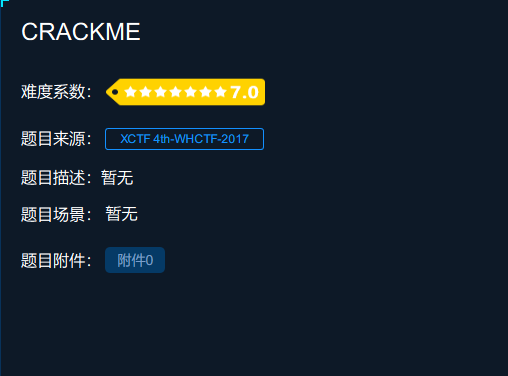 CRACKME
难度系数： 7.0
题目来源： XCTF 4th-WHCTF-2017
题目描述：暂无
题目场景： 暂无
题目附件： 附件0